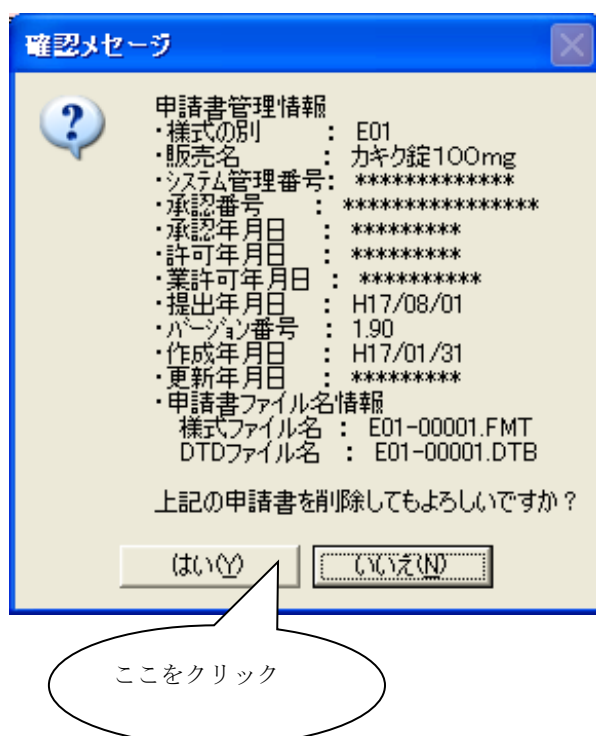 確認メセージ
申請書管理情報
・様式の別 : E01
・販売名 : カキク錠100mg
・システム管理番号: *************
・承認番号 : ****************
・承認年月日 : *********
・許可年月日 : *********
・業許可年月日 : **********
・提出年月日 : H17/08/01
・バージョン番号 : 1.90
・作成年月日 : H17/01/31
・更新年月日 : *********
・申請書ファイル名情報
様式ファイル名 : E01-00001.FMT
DTDファイル名 : E01-00001.DTB
上記の申請書を削除してもよろしいですか?
はい(Y) いいえ(N)
ここをクリック